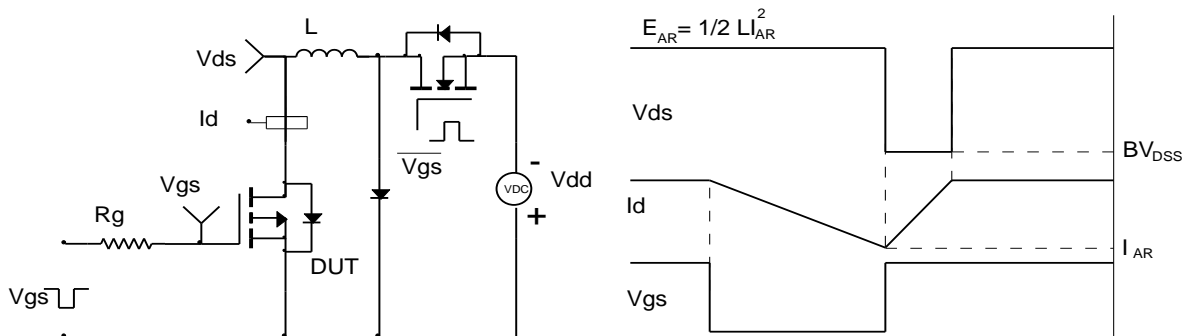 L
Vds
Id
Vgs
Vgs
Vdd
-
VDC
+
Rg
DUT
Vgs
E_AR = 1/2 LI_AR^2
Vds
BV_DSS
Id
I_AR
Vgs